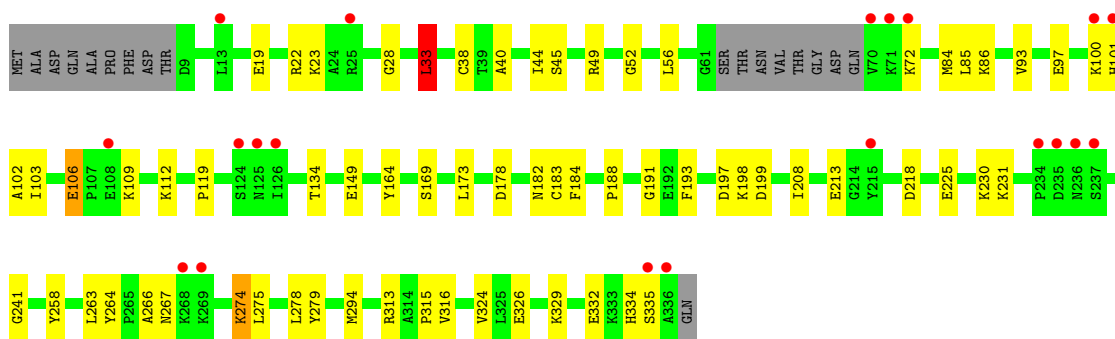 MET ALA ASP GLN ALA PRO PHE ASP THR D9 L13 E19 R22 K23 A24 R25 G28 L33 C38 T39 A40 I44 S45 R49 G52 L56 G61 SER THR ASN VAL THR GLY ASP GLN V70 K71 K72 M84 L85 K86 V93 E97 K100 H101
A102 I103 E106 P107 E108 K109 K112 P119 S124 N125 I126 T134 E149 Y164 S169 L173 D178 N182 C183 F184 P188 G191 E192 F193 D197 K198 D199 I208 E213 G214 Y215 D218 E225 K230 K231 P234 D235 N236 S237
G241 Y258 L263 Y264 P265 A266 N267 K268 K269 K274 L275 L278 Y279 M294 R313 A314 P315 V316 V324 L325 E326 K329 E332 K333 H334 S335 A336 GLN